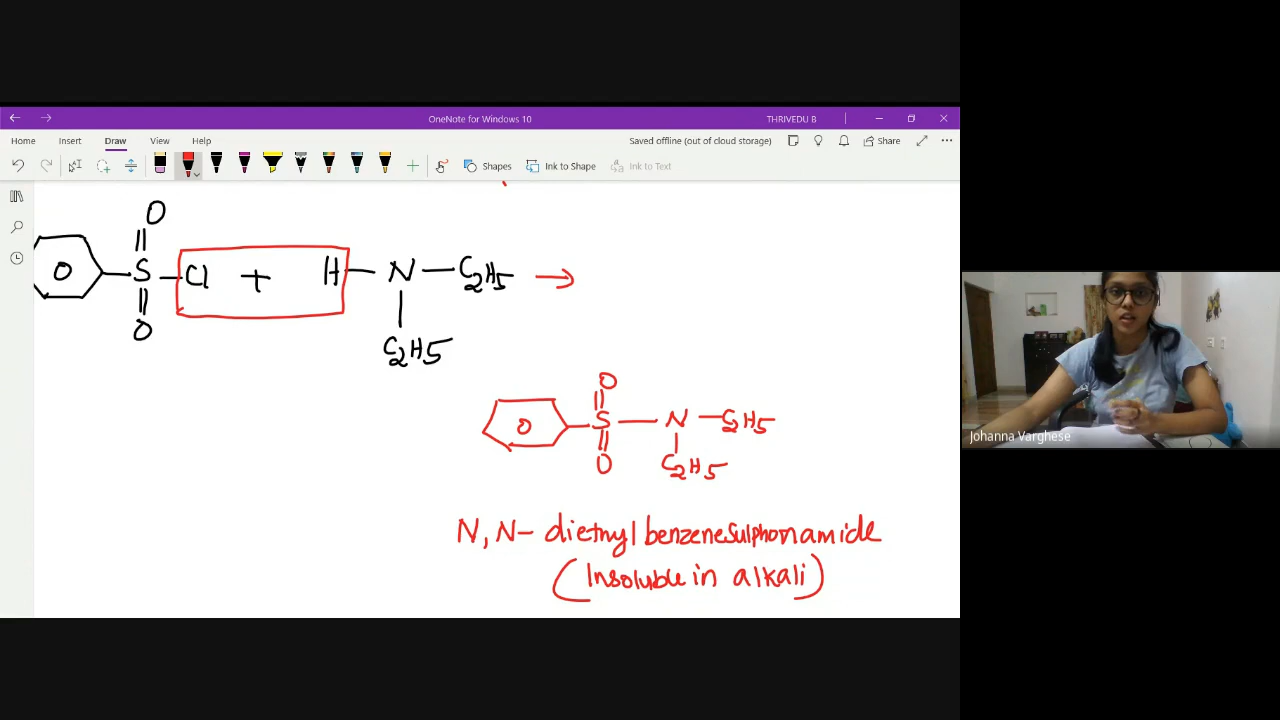 OneNote for Windows 10
THRIVEDU B
Home Insert Draw View Help
Saved offline (out of cloud storage)
Share
Shapes
Ink to Shape
Ink to Text
O
S
Cl + H
N
C2H5
O
O
C2H5
O
O
S
N
C2H5
O
C2H5
N, N- diethyl benzenesulphonamide
(Insoluble in alkali)
Johanna Varghese